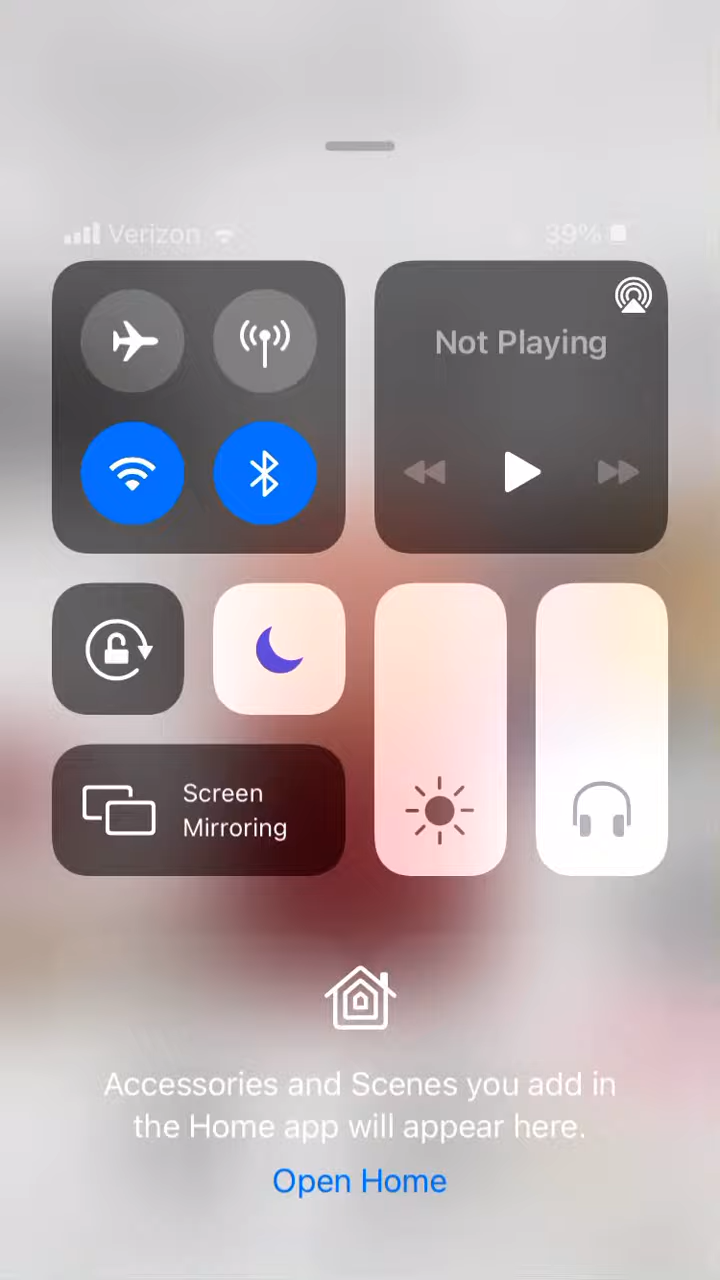 Verizon 39%
Not Playing
Screen
Mirroring
Accessories and Scenes you add in
the Home app will appear here.
Open Home